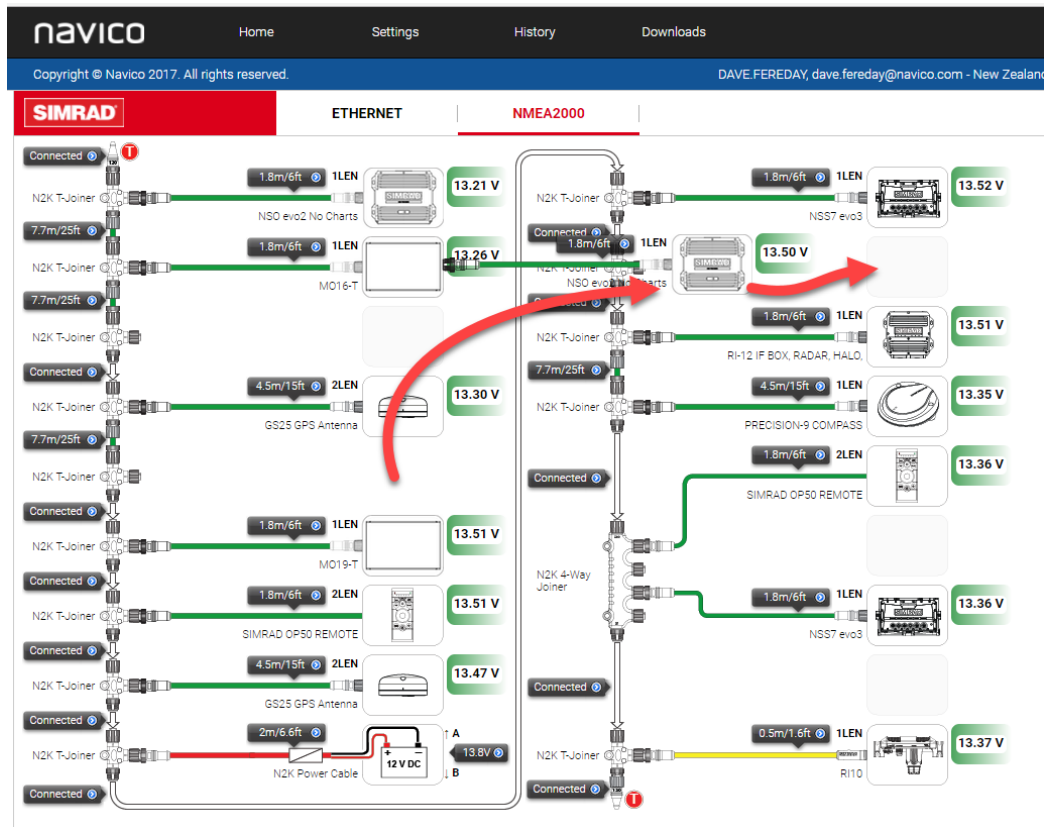 navico
Home
Settings
History
Downloads
Copyright © Navico 2017. All rights reserved.
DAVE.FEREDAY, dave.fereday@navico.com - New Zealand
SIMRAD
ETHERNET
NMEA2000
Connected
T
N2K T-Joiner
1.8m/6ft
1LEN
13.21 V
NSO evo2 No Charts
7.7m/25ft
N2K T-Joiner
1.8m/6ft
1LEN
13.26 V
MO16-T
7.7m/25ft
N2K T-Joiner
Connected
N2K T-Joiner
4.5m/15ft
2LEN
13.30 V
GS25 GPS Antenna
7.7m/25ft
N2K T-Joiner
Connected
N2K T-Joiner
1.8m/6ft
1LEN
13.51 V
MO19-T
Connected
N2K T-Joiner
1.8m/6ft
2LEN
13.51 V
SIMRAD OP50 REMOTE
Connected
N2K T-Joiner
4.5m/15ft
2LEN
13.47 V
GS25 GPS Antenna
Connected
N2K T-Joiner
2m/6.6ft
A
12 V DC
13.8V
B
N2K Power Cable
Connected
N2K T-Joiner
1.8m/6ft
1LEN
13.52 V
NSS7 evo3
Connected
1.8m/6ft
1LEN
13.50 V
N2K T-Joiner
SIMRAD
NSO evo2 No Charts
Connected
N2K T-Joiner
1.8m/6ft
1LEN
13.51 V
RI-12 IF BOX, RADAR, HALO,
7.7m/25ft
N2K T-Joiner
4.5m/15ft
1LEN
13.35 V
PRECISION-9 COMPASS
Connected
1.8m/6ft
2LEN
13.36 V
SIMRAD OP50 REMOTE
N2K 4-Way
Joiner
1.8m/6ft
1LEN
13.36 V
NSS7 evo3
Connected
N2K T-Joiner
0.5m/1.6ft
1LEN
13.37 V
RI10
Connected
T